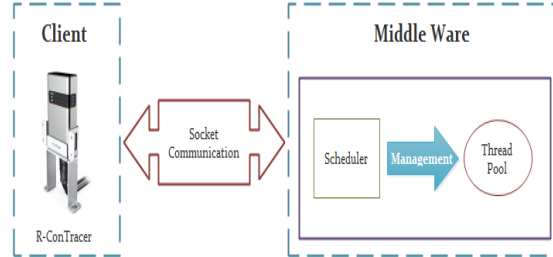 Client
Middle Ware
Socket
Communication
Scheduler
Management
Thread
Pool
R-ConTracer